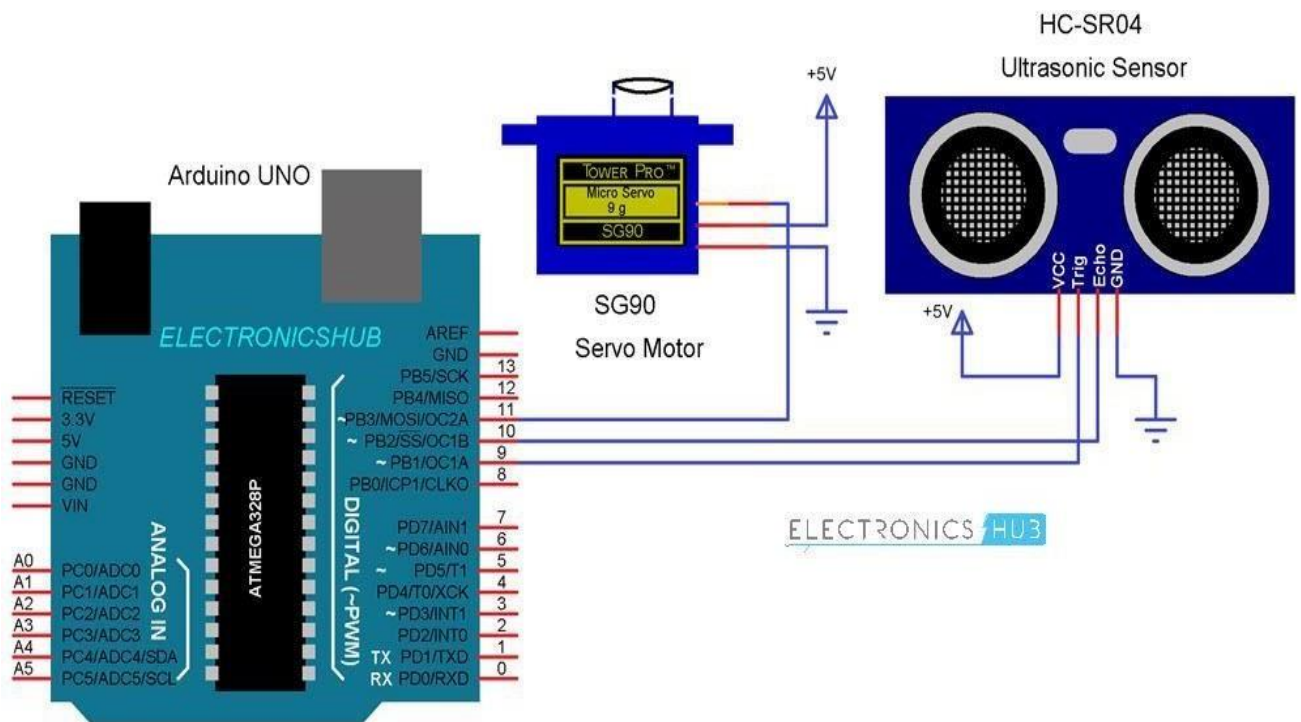 HC-SR04
Ultrasonic Sensor
+5V
Arduino UNO
TOWER PRO™
Micro Servo
9 g
SG90
VCC
Trig
Echo
GND
+5V
SG90
Servo Motor
ELECTRONICSHUB
AREF
GND
PB5/SCK 13
PB4/MISO 12
~PB3/MOSI/OC2A 11
~ PB2/SS/OC1B 10
~ PB1/OC1A 9
PB0/ICP1/CLKO 8
PD7/AIN1 7
~PD6/AIN0 6
~ PD5/T1 5
PD4/T0/XCK 4
~PD3/INT1 3
PD2/INT0 2
TX PD1/TXD 1
RX PD0/RXD 0
RESET
3.3V
5V
GND
GND
VIN
A0 PC0/ADC0
A1 PC1/ADC1
A2 PC2/ADC2
A3 PC3/ADC3
A4 PC4/ADC4/SDA
A5 PC5/ADC5/SCL
ANALOG IN
ATMEGA328P
DIGITAL (~PWM)
ELECTRONICS HUB